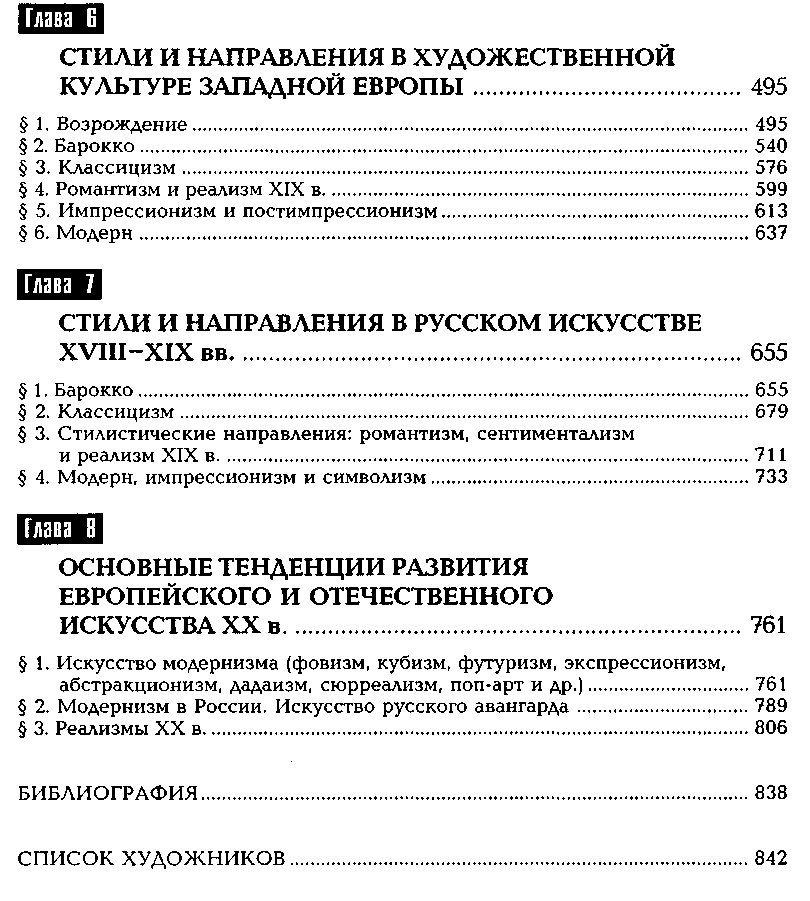 Глава 6
СТИЛИ И НАПРАВЛЕНИЯ В ХУДОЖЕСТВЕННОЙ
КУЛЬТУРЕ ЗАПАДНОЙ ЕВРОПЫ ........................................ 495
§ 1. Возрождение ........................................ 495
§ 2. Барокко ........................................ 540
§ 3. Классицизм ........................................ 576
§ 4. Романтизм и реализм XIX в. ........................................ 599
§ 5. Импрессионизм и постимпрессионизм ........................................ 613
§ 6. Модерн ........................................ 637
Глава 7
СТИЛИ И НАПРАВЛЕНИЯ В РУССКОМ ИСКУССТВЕ
XVIII–XIX вв. ........................................ 655
§ 1. Барокко ........................................ 655
§ 2. Классицизм ........................................ 679
§ 3. Стилистические направления: романтизм, сентиментализм
и реализм XIX в. ........................................ 711
§ 4. Модерн, импрессионизм и символизм ........................................ 733
Глава 8
ОСНОВНЫЕ ТЕНДЕНЦИИ РАЗВИТИЯ
ЕВРОПЕЙСКОГО И ОТЕЧЕСТВЕННОГО
ИСКУССТВА XX в. ........................................ 761
§ 1. Искусство модернизма (фовизм, кубизм, футуризм, экспрессионизм,
абстракционизм, дадаизм, сюрреализм, поп-арт и др.) ........................................ 761
§ 2. Модернизм в России. Искусство русского авангарда ........................................ 789
§ 3. Реализмы XX в. ........................................ 806
БИБЛИОГРАФИЯ ........................................ 838
СПИСОК ХУДОЖНИКОВ ........................................ 842